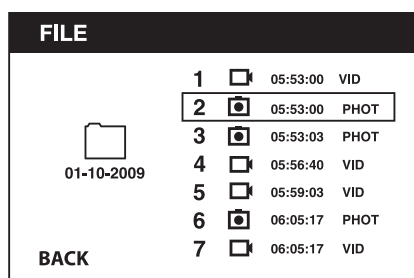 FILE
1 05:53:00 VID
2 05:53:00 PHOT
3 05:53:03 PHOT
4 05:56:40 VID
5 05:59:03 VID
6 06:05:17 PHOT
7 06:05:17 VID
01-10-2009
BACK